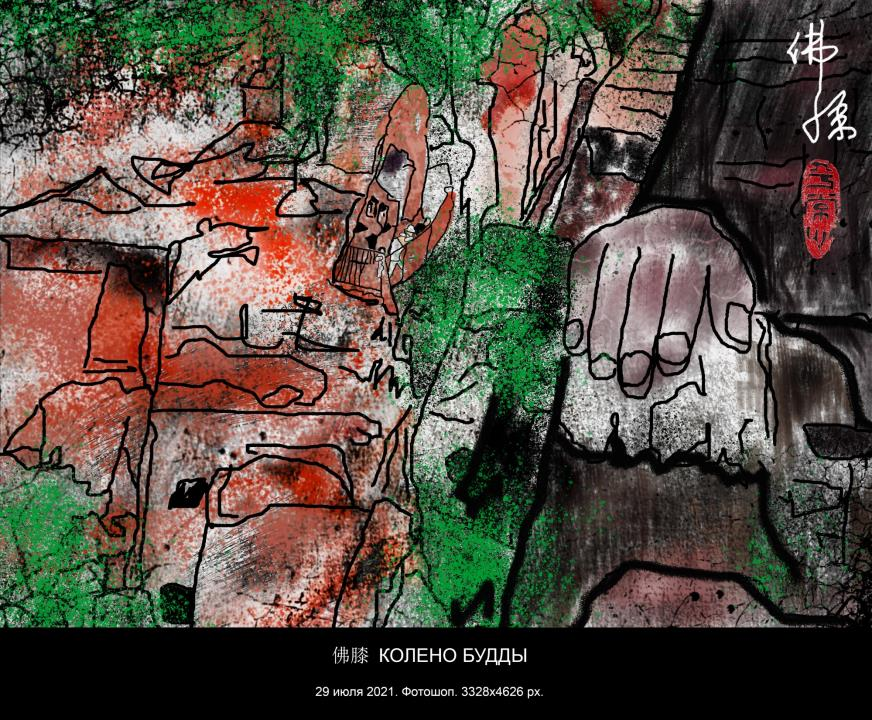 佛
膝
佛膝 КОЛЕНО БУДДЫ
29 июля 2021. Фотошоп. 3328x4626 px.